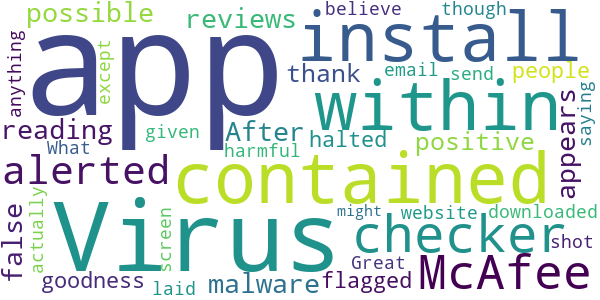 possible
reviews
believe
though
anything
except
app
install
thank
email
send
people
saying
reading
given
After
halted
within
positive
appears
What
harmful
alerted
contained
false
actually
Virus
screen
might
website
downloaded
checker
shot
goodness
laid
malware
Great
flagged
McAfee